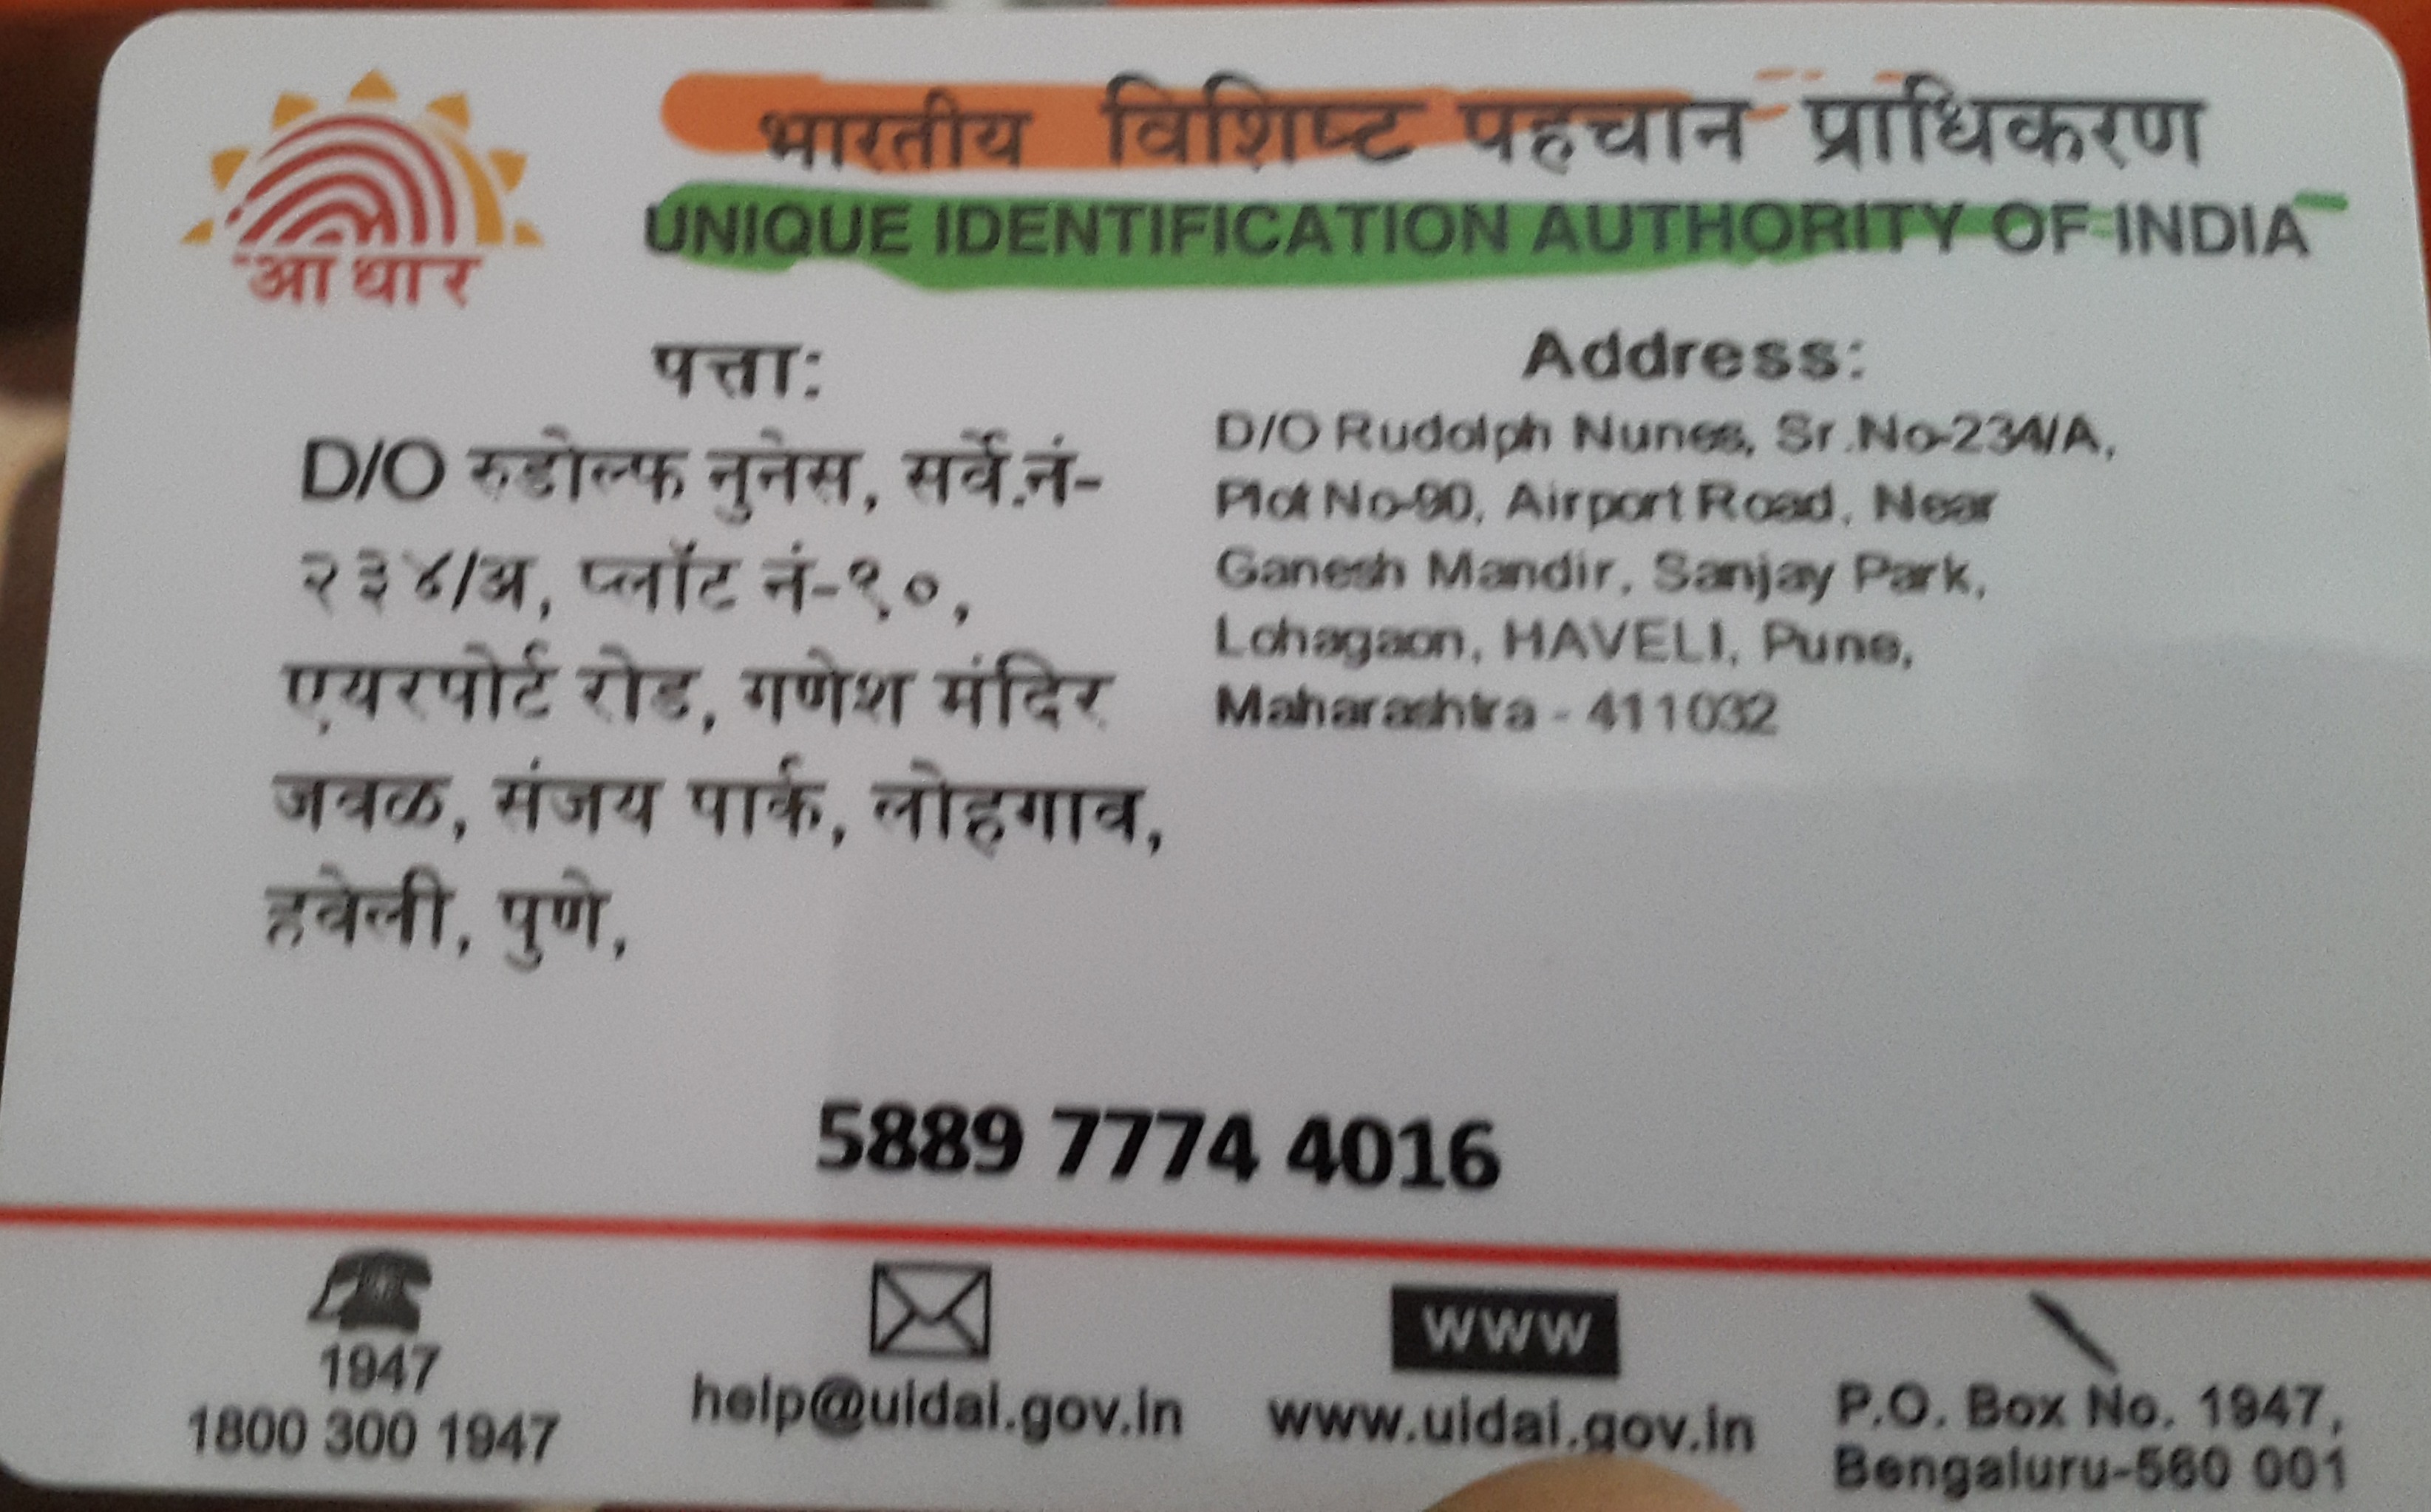 भारतीय विशिष्ट पहचान प्राधिकरण
UNIQUE IDENTIFICATION AUTHORITY OF INDIA
आधार
पत्ता:
D/O रुडोल्फ नुनेस, सर्वे.नं-
२३४/अ, प्लॉट नं-९०,
एयरपोर्ट रोड, गणेश मंदिर
जवळ, संजय पार्क, लोहगाव,
हवेली, पुणे,
Address:
D/O Rudolph Nunes, Sr.No-234/A,
Plot No-90, Airport Road, Near
Ganesh Mandir, Sanjay Park,
Lohagaon, HAVELI, Pune,
Maharashtra - 411032
5889 7774 4016
1947
1800 300 1947
help@uidai.gov.in
www
www.uidai.gov.in
P.O. Box No. 1947,
Bengaluru-560 001